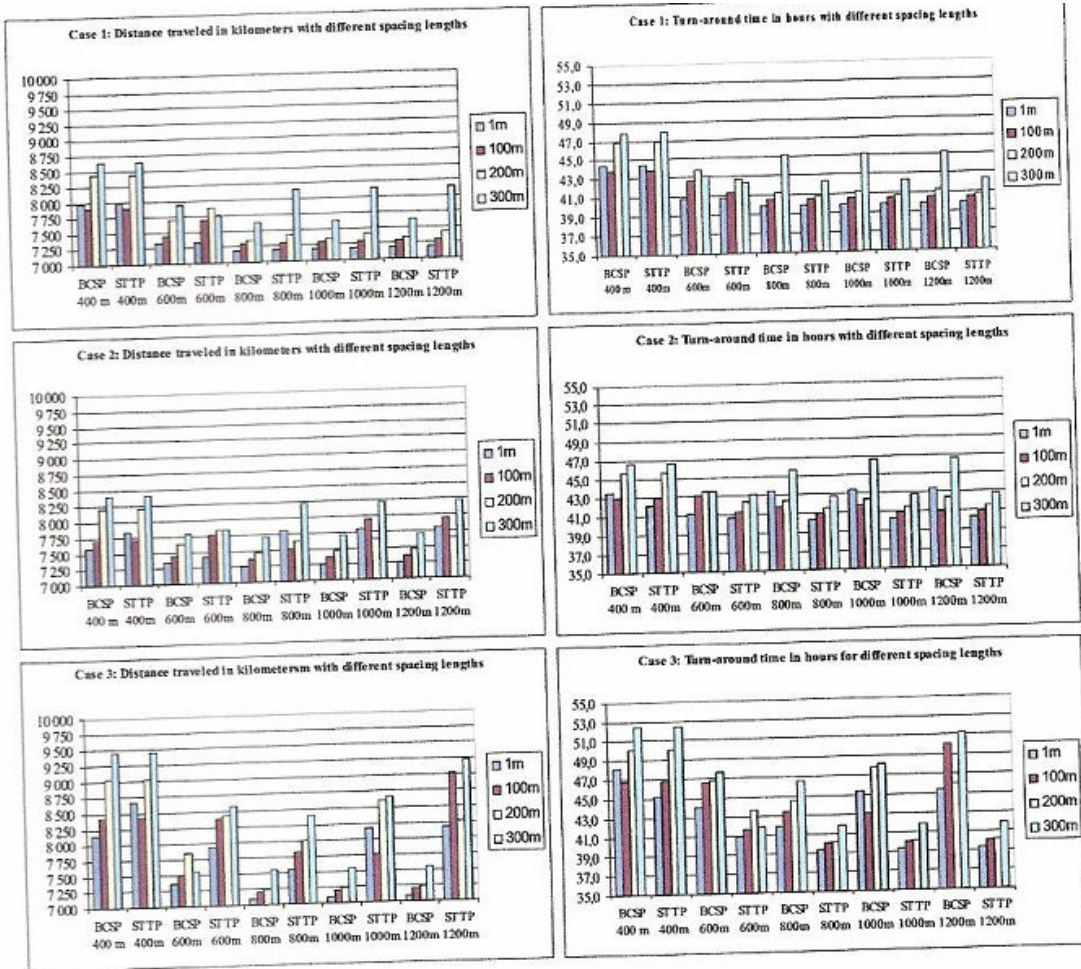 Case 1: Distance traveled in kilometers with different spacing lengths
10 000
9 750
9 500
9 250
9 000
8 750
8 500
8 250
8 000
7 750
7 500
7 250
7 000
1m
100m
200m
300m
BCSP STTP BCSP STTP BCSP STTP BCSP STTP BCSP STTP
400 m 400m 600m 600m 800m 800m 1000m 1000m 1200m 1200m
Case 1: Turn-around time in hours with different spacing lengths
55,0
53,0
51,0
49,0
47,0
45,0
43,0
41,0
39,0
37,0
35,0
1m
100m
200m
300m
BCSP STTP BCSP STTP BCSP STTP BCSP STTP BCSP STTP
400 m 400m 600m 600m 800m 800m 1000m 1000m 1200m 1200m
Case 2: Distance traveled in kilometers with different spacing lengths
10 000
9 750
9 500
9 250
9 000
8 750
8 500
8 250
8 000
7 750
7 500
7 250
7 000
1m
100m
200m
300m
BCSP STTP BCSP STTP BCSP STTP BCSP STTP BCSP STTP
400 m 400m 600m 600m 800m 800m 1000m 1000m 1200m 1200m
Case 2: Turn-around time in hours with different spacing lengths
55,0
53,0
51,0
49,0
47,0
45,0
43,0
41,0
39,0
37,0
35,0
1m
100m
200m
300m
BCSP STTP BCSP STTP BCSP STTP BCSP STTP BCSP STTP
400 m 400m 600m 600m 800m 800m 1000m 1000m 1200m 1200m
Case 3: Distance traveled in kilometersm with different spacing lengths
10 000
9 750
9 500
9 250
9 000
8 750
8 500
8 250
8 000
7 750
7 500
7 250
7 000
1m
100m
200m
300m
BCSP STTP BCSP STTP BCSP STTP BCSP STTP BCSP STTP
400 m 400m 600m 600m 800m 800m 1000m 1000m 1200m 1200m
Case 3: Turn-around time in hours for different spacing lengths
55,0
53,0
51,0
49,0
47,0
45,0
43,0
41,0
39,0
37,0
35,0
1m
100m
200m
300m
BCSP STTP BCSP STTP BCSP STTP BCSP STTP BCSP STTP
400 m 400m 600m 600m 800m 800m 1000m 1000m 1200m 1200m